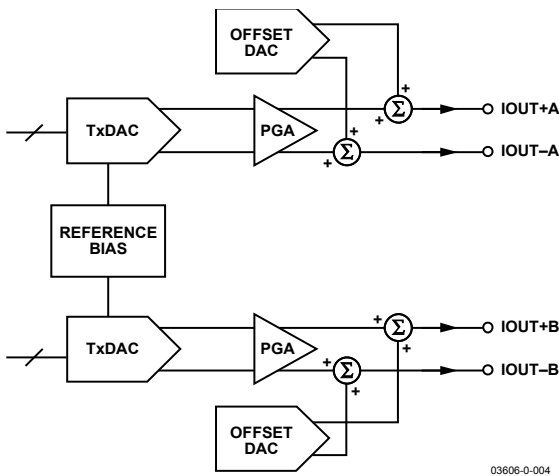 OFFSET
DAC
+
+
TxDAC
PGA
Σ
IOUT+A
+
+
Σ
IOUT–A
REFERENCE
BIAS
TxDAC
PGA
+
Σ
IOUT+B
+
+
Σ
IOUT–B
+
OFFSET
DAC
03606-0-004